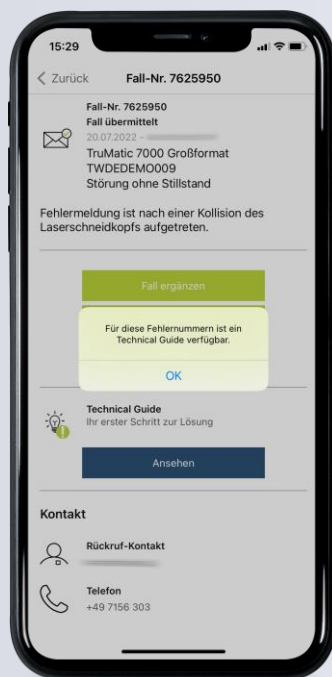 15:29
Zurück
Fall-Nr. 7625950
Fall-Nr. 7625950
Fall übermittelt
20.07.2022 -
TruMatic 7000 Großformat
TWDEDEMO009
Störung ohne Stillstand
Fehlermeldung ist nach einer Kollision des
Laserschneidkopfs aufgetreten.
Fall ergänzen
Für diese Fehlernummern ist ein
Technical Guide verfügbar.
OK
Technical Guide
Ihr erster Schritt zur Lösung
Ansehen
Kontakt
Rückruf-Kontakt
Telefon
+49 7156 303